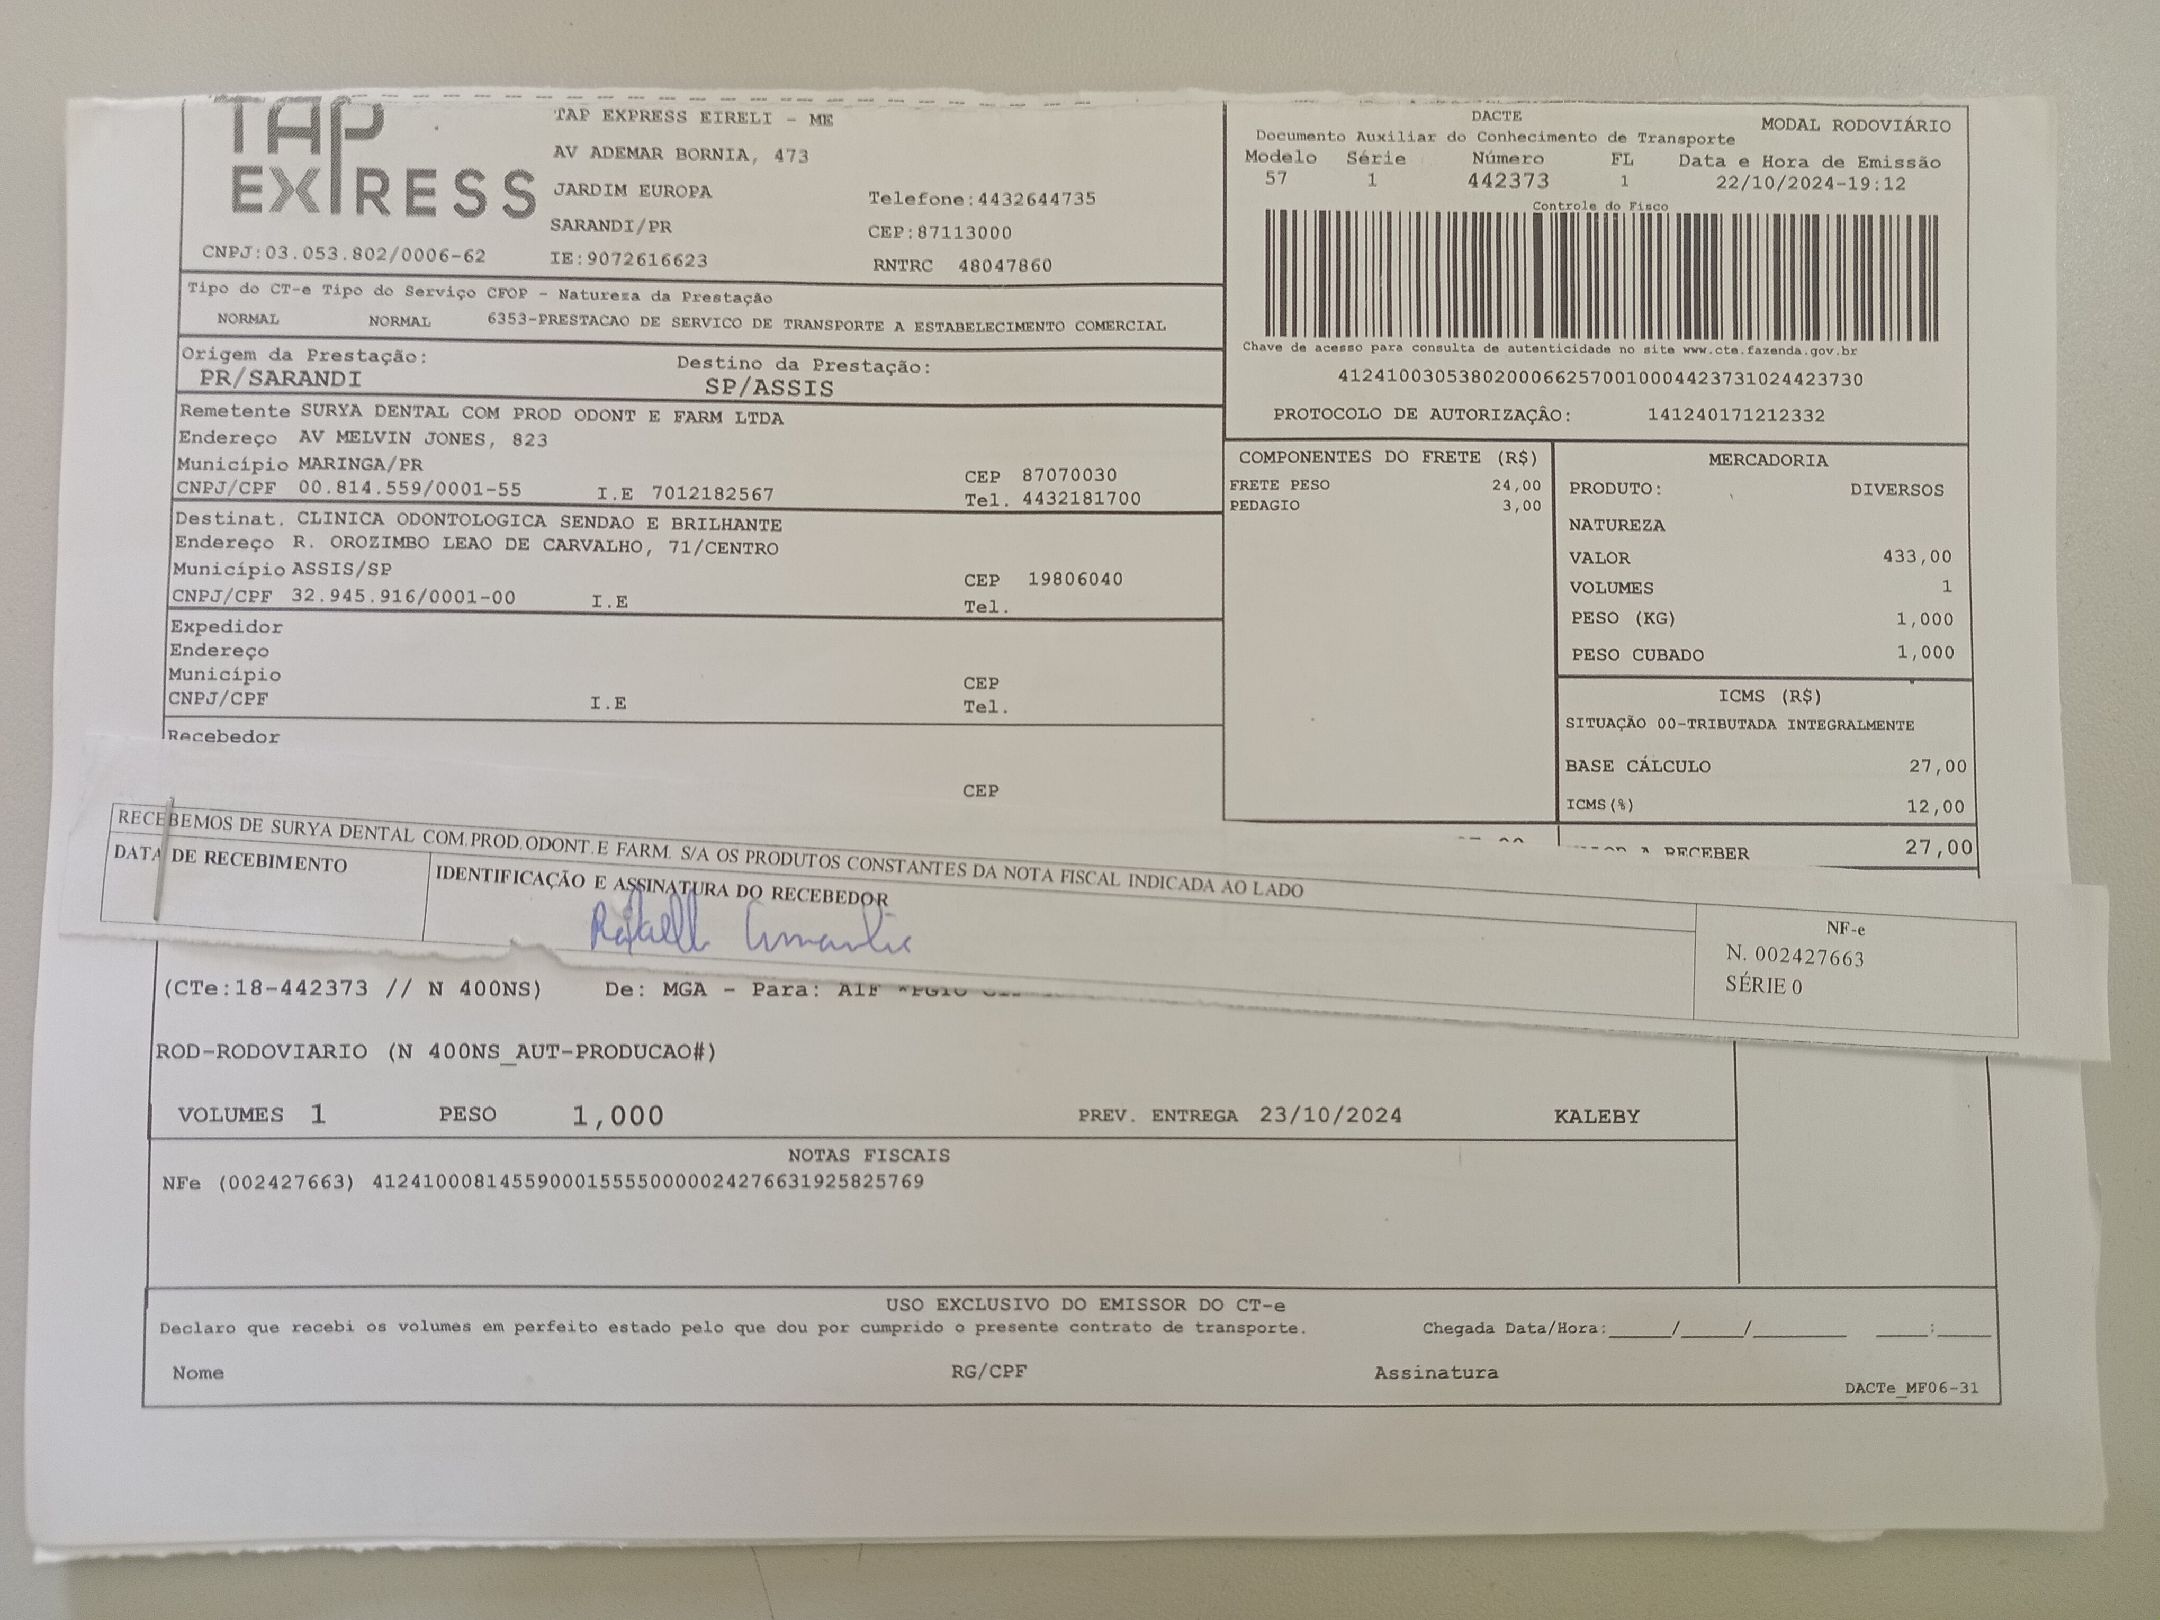 TAP EXPRESS
TAP EXPRESS EIRELI - ME
AV ADEMAR BORNIA, 473
JARDIM EUROPA
Telefone:4432644735
SARANDI/PR
CEP:87113000
CNPJ:03.053.802/0006-62
IE:9072616623
RNTRC 48047860
DACTE
MODAL RODOVIÁRIO
Documento Auxiliar do Conhecimento de Transporte
Modelo Série Número FL Data e Hora de Emissão
57 1 442373 1 22/10/2024-19:12
Controle do Fisco
Chave de acesso para consulta de autenticidade no site www.cte.fazenda.gov.br
41241003053802000662570010004423731024423730
PROTOCOLO DE AUTORIZAÇÃO: 141240171212332
Tipo do CT-e Tipo do Serviço CFOP - Natureza da Prestação
NORMAL NORMAL 6353-PRESTACAO DE SERVICO DE TRANSPORTE A ESTABELECIMENTO COMERCIAL
Origem da Prestação: Destino da Prestação:
PR/SARANDI SP/ASSIS
Remetente SURYA DENTAL COM PROD ODONT E FARM LTDA
Endereço AV MELVIN JONES, 823
Município MARINGA/PR CEP 87070030
CNPJ/CPF 00.814.559/0001-55 I.E 7012182567 Tel. 4432181700
Destinat. CLINICA ODONTOLOGICA SENDAO E BRILHANTE
Endereço R. OROZIMBO LEAO DE CARVALHO, 71/CENTRO
Município ASSIS/SP CEP 19806040
CNPJ/CPF 32.945.916/0001-00 I.E Tel.
Expedidor
Endereço
Município CEP
CNPJ/CPF I.E Tel.
Recebedor
CEP
COMPONENTES DO FRETE (R$)
FRETE PESO 24,00
PEDAGIO 3,00
MERCADORIA
PRODUTO: DIVERSOS
NATUREZA
VALOR 433,00
VOLUMES 1
PESO (KG) 1,000
PESO CUBADO 1,000
ICMS (R$)
SITUAÇÃO 00-TRIBUTADA INTEGRALMENTE
BASE CÁLCULO 27,00
ICMS(%) 12,00
A RECEBER 27,00
RECEBEMOS DE SURYA DENTAL COM.PROD.ODONT.E FARM. S/A OS PRODUTOS CONSTANTES DA NOTA FISCAL INDICADA AO LADO
DATA DE RECEBIMENTO
IDENTIFICAÇÃO E ASSINATURA DO RECEBEDOR
NF-e
N. 002427663
SÉRIE 0
(CTe:18-442373 // N 400NS) De: MGA - Para:
ROD-RODOVIARIO (N 400NS_AUT-PRODUCAO#)
VOLUMES 1 PESO 1,000 PREV. ENTREGA 23/10/2024 KALEBY
NOTAS FISCAIS
NFe (002427663) 41241000814559000155550000024276631925825769
USO EXCLUSIVO DO EMISSOR DO CT-e
Declaro que recebi os volumes em perfeito estado pelo que dou por cumprido o presente contrato de transporte. Chegada Data/Hora:_____/_____/_______ ____:____
Nome RG/CPF Assinatura
DACTe_MF06-31